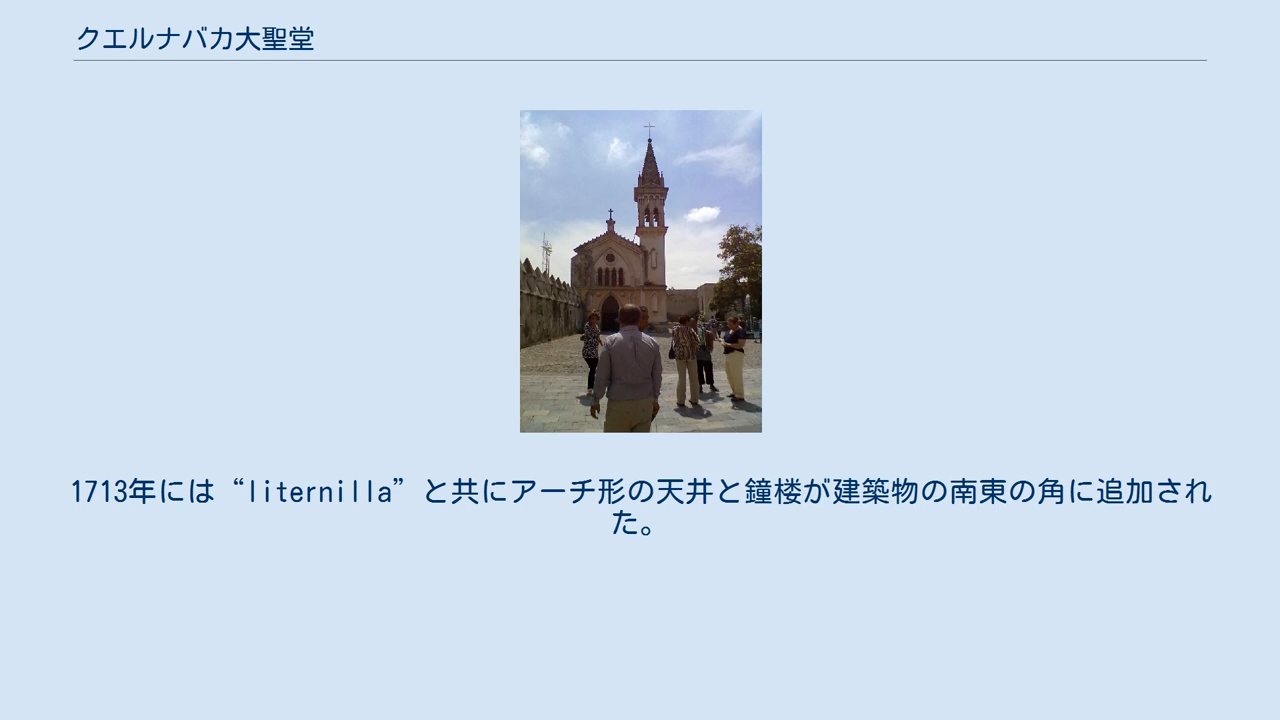 クエルナバカ大聖堂
1713年には“liternilla”と共にアーチ形の天井と鐘楼が建築物の南東の角に追加され
た。